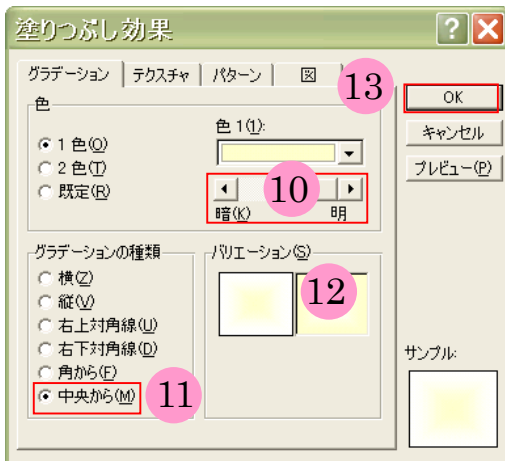 塗りつぶし効果
グラデーション テクスチャ パターン 図
13
色
1 色(O)
2 色(T)
既定(R)
色 1(1):
10
暗(K) 明
OK
キャンセル
プレビュー(P)
グラデーションの種類
横(Z)
縦(V)
右上対角線(U)
右下対角線(D)
角から(F)
中央から(M)
11
バリエーション(S)
12
サンプル: